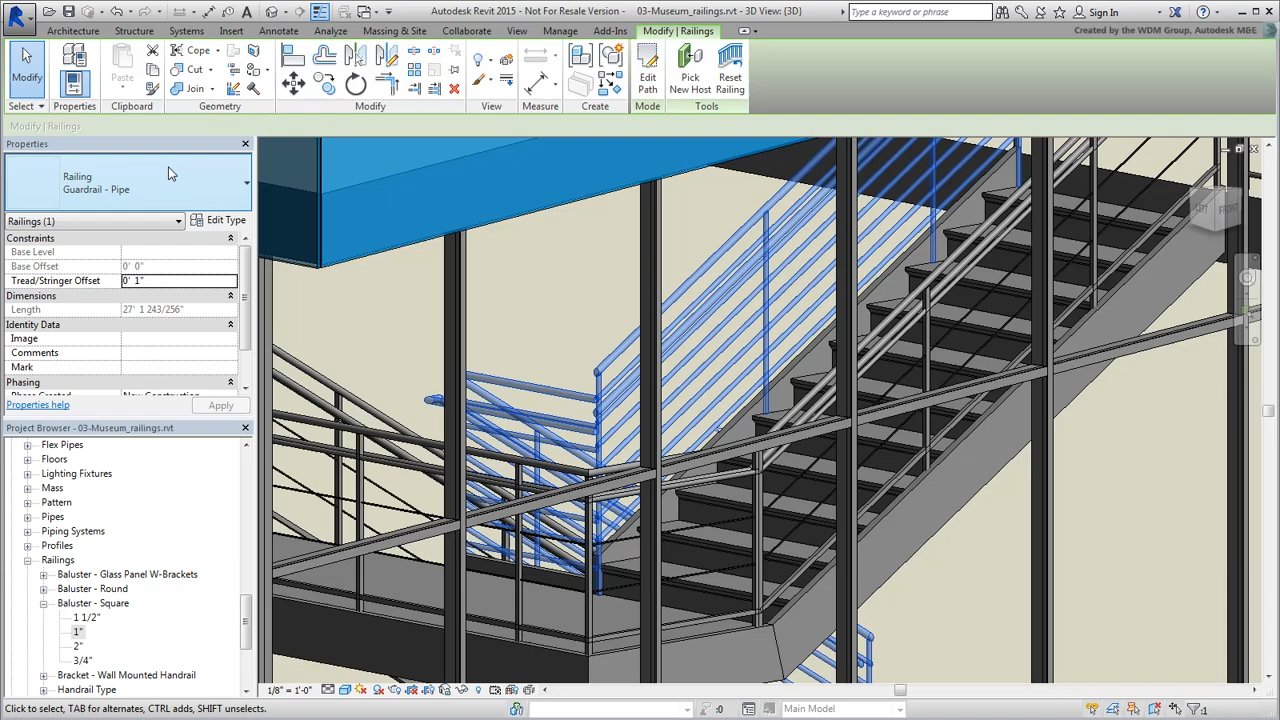 Autodesk Revit 2015 - Not For Resale Version - 03-Museum_railings.rvt - 3D View: {3D}
Type a keyword or phrase
Sign In
Architecture Structure Systems Insert Annotate Analyze Massing & Site Collaborate View Manage Add-Ins Modify | Railings
Created by the WDM Group, Autodesk M&E
Modify
Paste
Cope
Cut
Join
Edit Path
Pick New Host
Reset Railing
Select Properties Clipboard Geometry Modify View Measure Create Mode Tools
Modify | Railings
Properties
Railing
Guardrail - Pipe
Railings (1)
Edit Type
Constraints
Base Level
Base Offset 0' 0"
Tread/Stringer Offset 0' 1"
Dimensions
Length 27' 1 243/256"
Identity Data
Image
Comments
Mark
Phasing
Properties help
Apply
Project Browser - 03-Museum_railings.rvt
Flex Pipes
Floors
Lighting Fixtures
Mass
Pattern
Pipes
Piping Systems
Profiles
Railings
Baluster - Glass Panel W-Brackets
Baluster - Round
Baluster - Square
1 1/2"
1"
2"
3/4"
Bracket - Wall Mounted Handrail
Handrail Type
LEFT
FRONT
1/8" = 1'-0"
Click to select, TAB for alternates, CTRL adds, SHIFT unselects.
:0
Main Model
:1